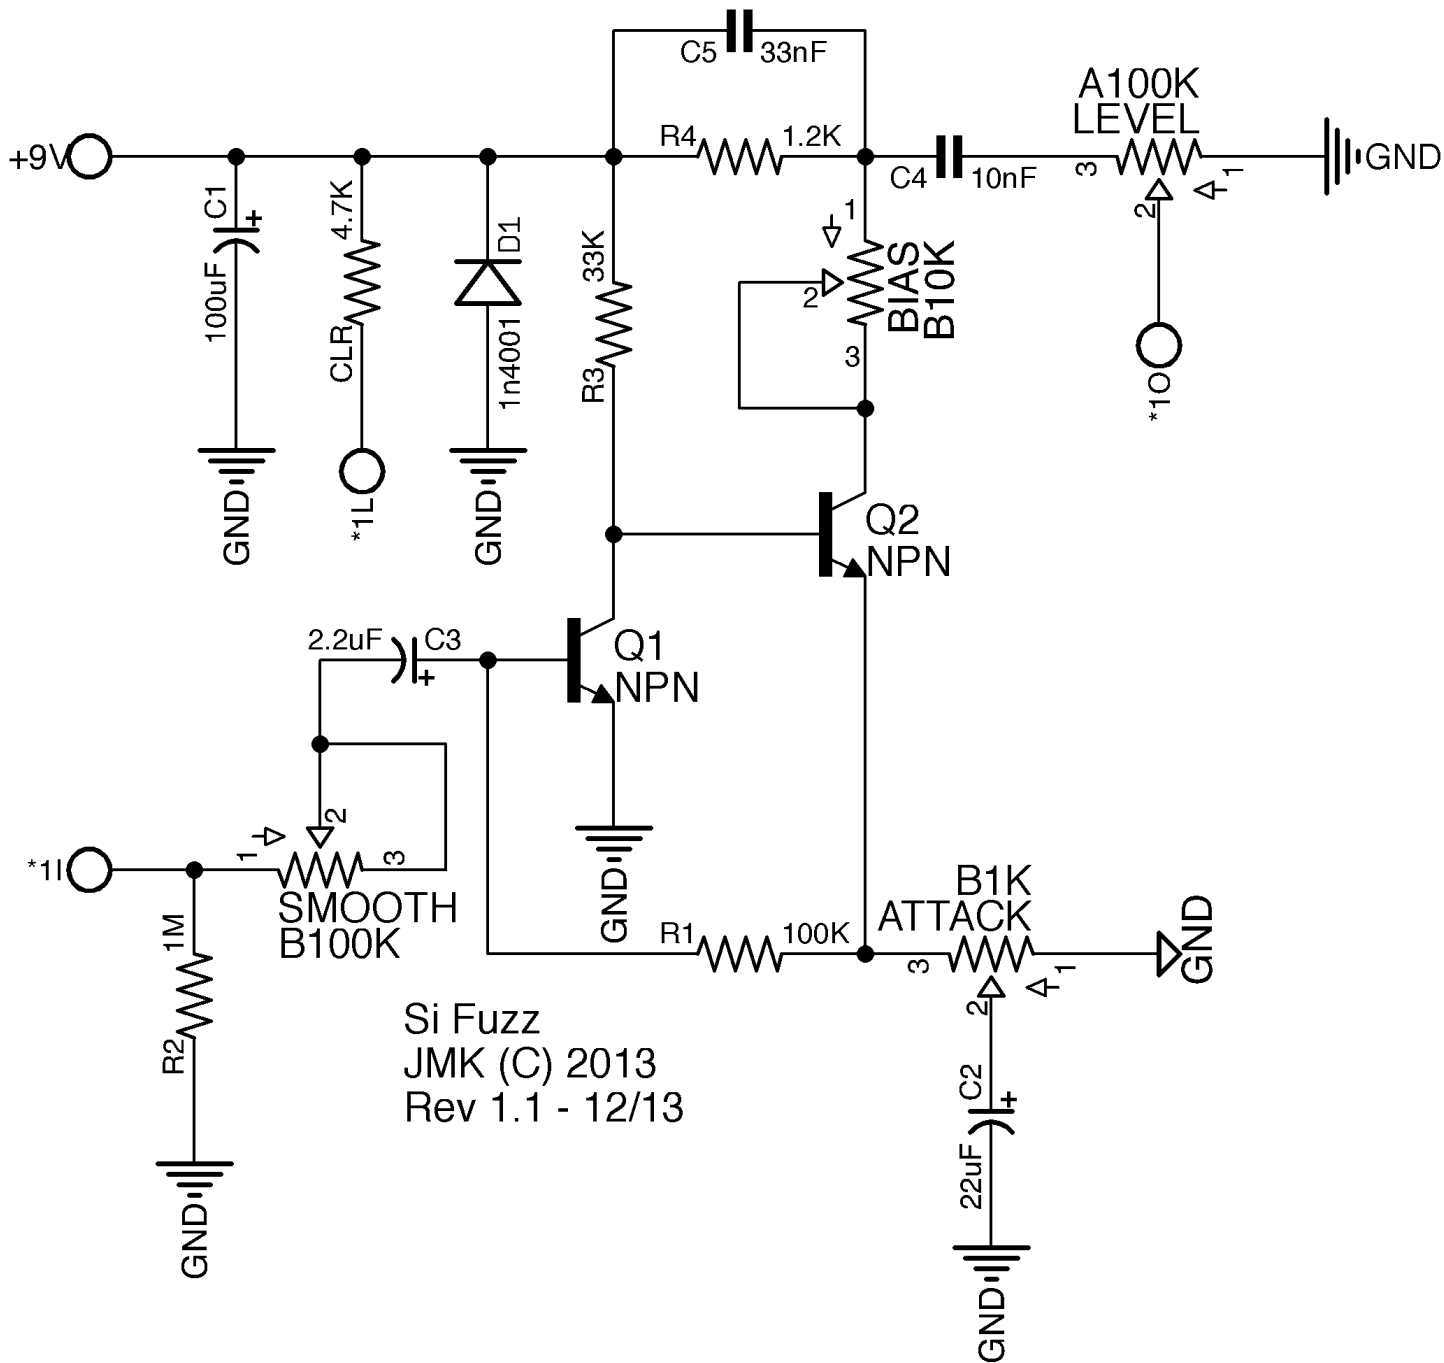 C5 33nF
A100K
LEVEL
+9V
R4 1.2K
C4 10nF
3
1
2
GND
*1O
C1
+
100uF
GND
4.7K
CLR
*1L
D1
1n4001
GND
33K
R3
1
2
3
BIAS
B10K
Q2
NPN
2.2uF C3
+
Q1
NPN
GND
*1I
1
2
3
SMOOTH
B100K
1M
R2
GND
R1 100K
B1K
ATTACK
3
1
2
GND
C2
+
22uF
GND
Si Fuzz
JMK (C) 2013
Rev 1.1 - 12/13